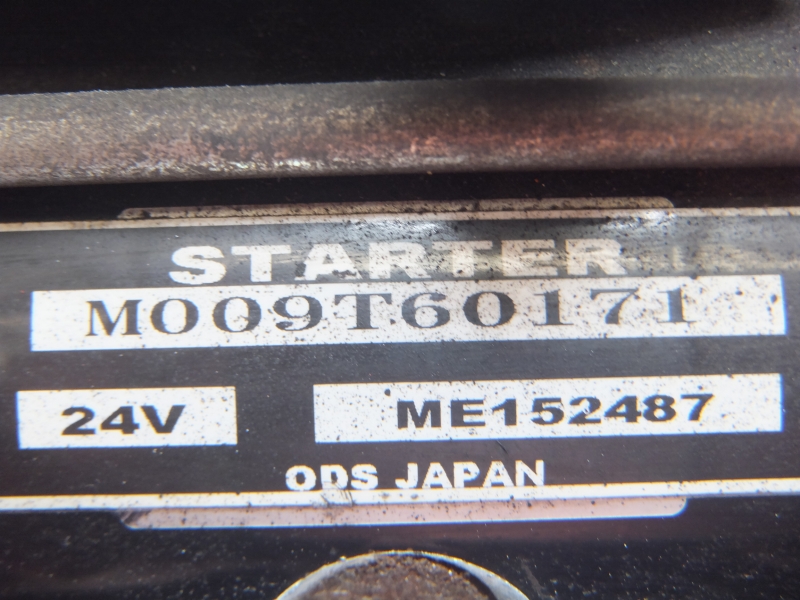 STARTER
M009T60171
24V ME152487
ODS JAPAN